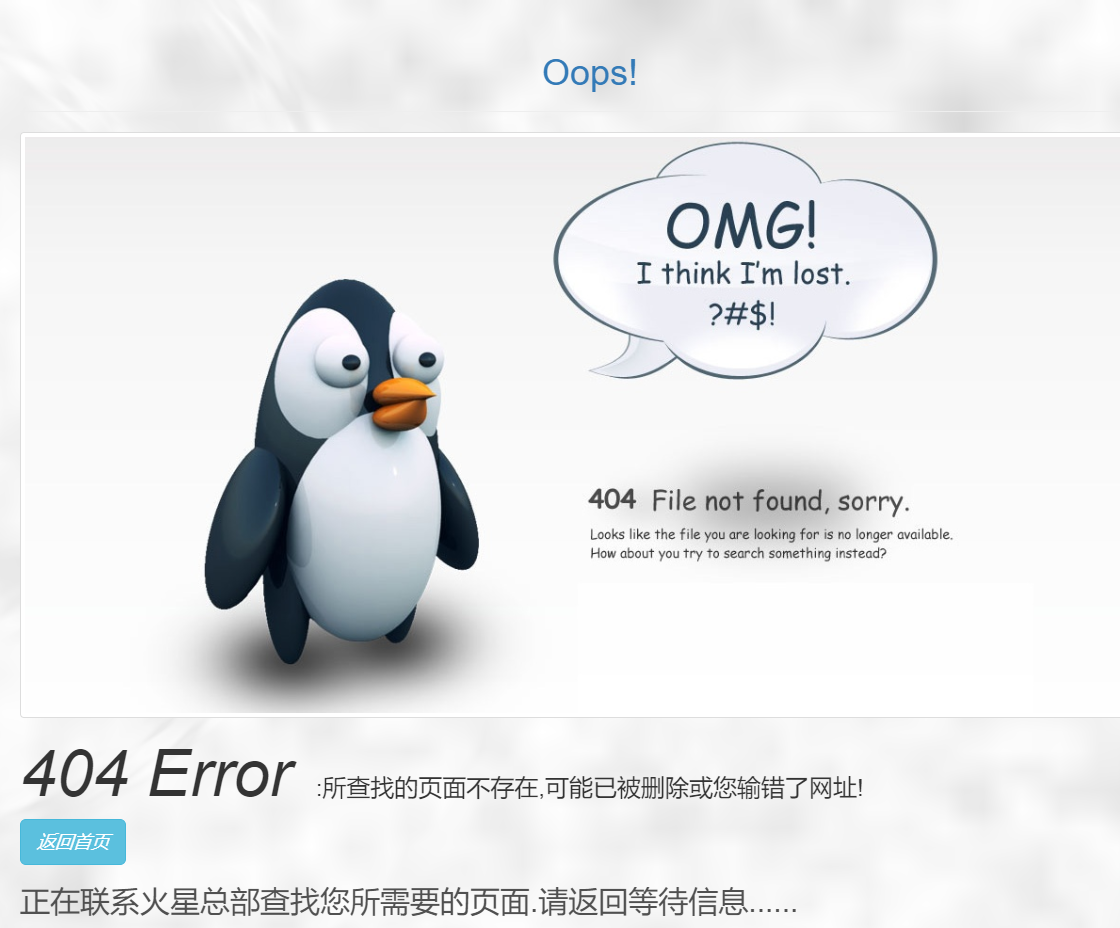 Oops!
OMG!
I think I'm lost.
?#$!
404 File not found, sorry.
Looks like the file you are looking for is no longer available.
How about you try to search something instead?
404 Error :所查找的页面不存在,可能已被删除或您输错了网址!
返回首页
正在联系火星总部查找您所需要的页面.请返回等待信息......